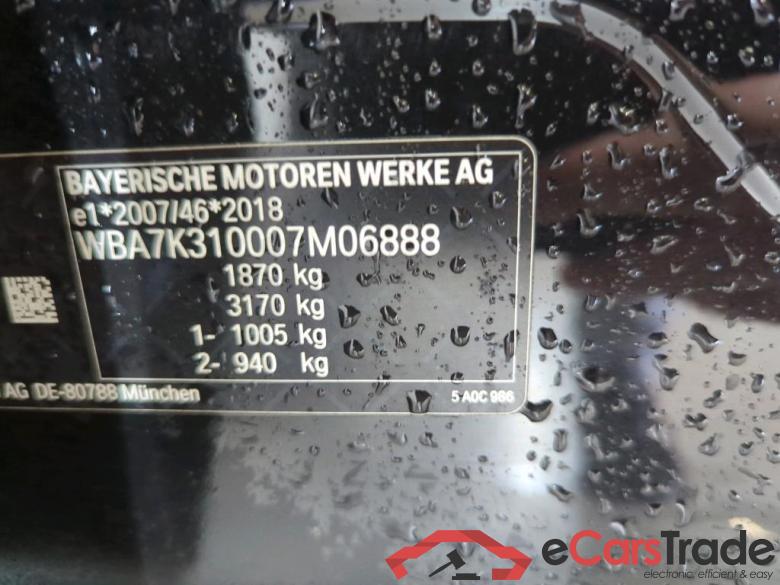 BAYERISCHE MOTOREN WERKE AG
e1*2007/46*2018
WBA7K310007M06888
1870 kg
3170 kg
1- 1005 kg
2- 940 kg
AG DE-80788 München
5 A0C 966
eCarsTrade
electronic, efficient & easy